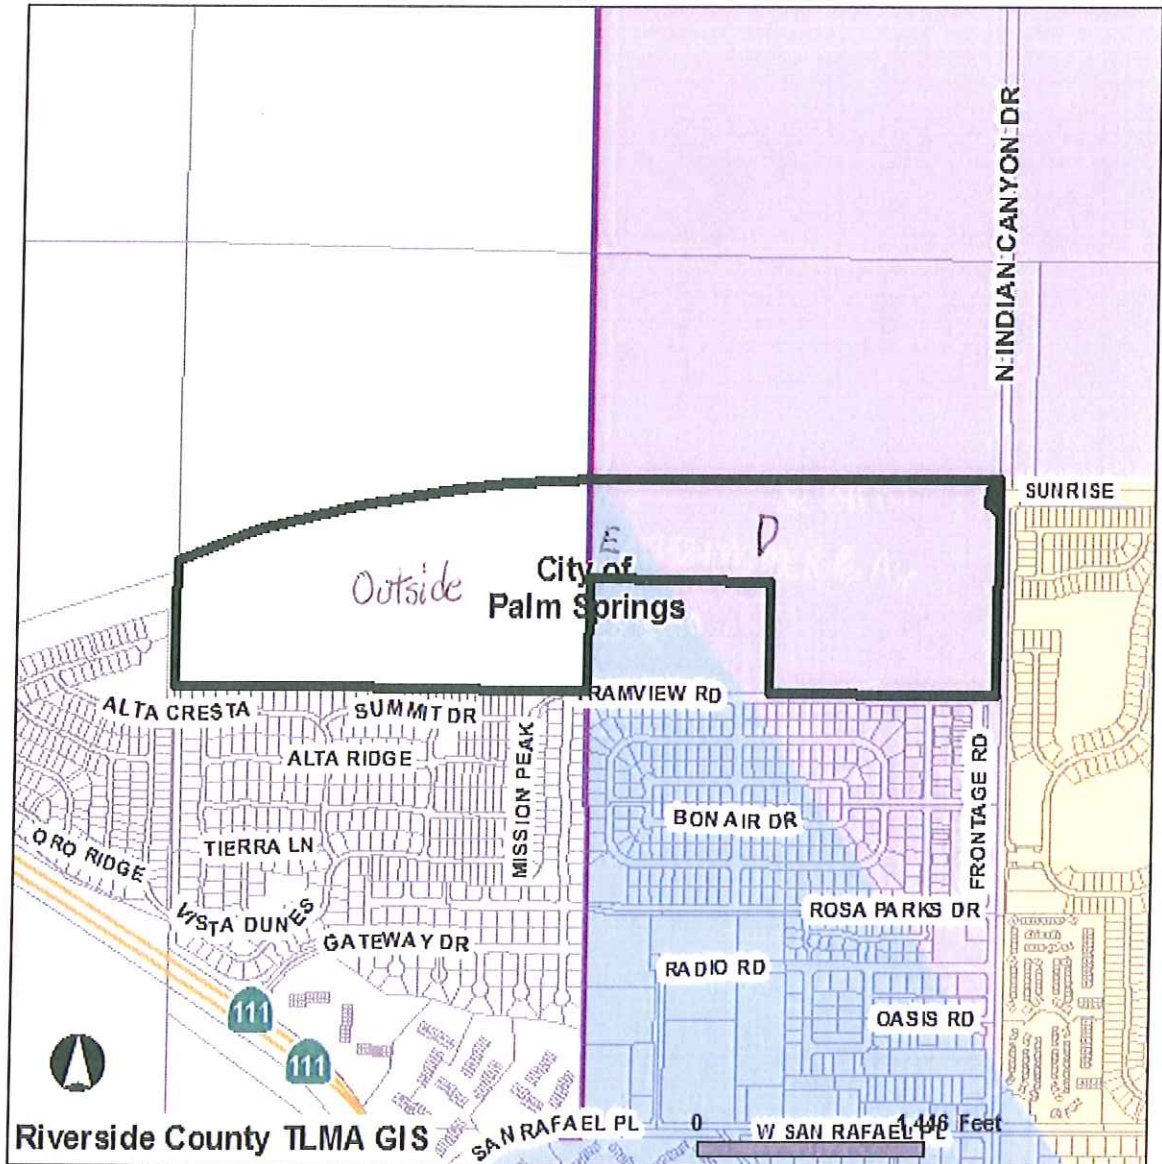 N INDIAN CANYON DR
SUNRISE
D
E
Outside
City of
Palm Springs
RAMVIEW RD
ALTA CRESTA
SUMMIT DR
ALTA RIDGE
MISSION PEAK
FRONTAGE RD
BON AIR DR
ORO RIDGE
TIERRA LN
VISTA DUNES
ROSA PARKS DR
GATEWAY DR
RADIO RD
111
OASIS RD
111
Riverside County TLMA GIS
SAN RAFAEL PL
0
1,446 Feet
W SAN RAFAEL PL